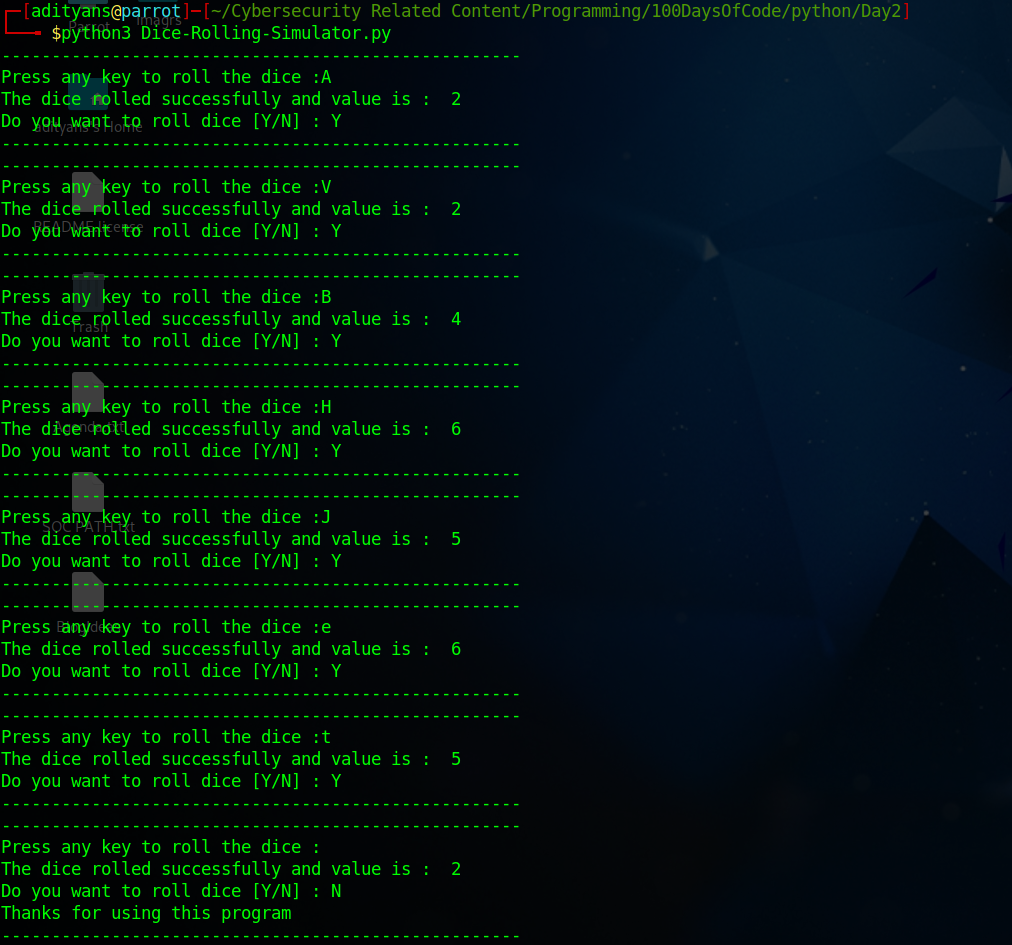 [adityans@parrot]-[~/Cybersecurity Related Content/Programming/100DaysOfCode/python/Day2]
$python3 Dice-Rolling-Simulator.py
----------------------------------------------------
Press any key to roll the dice :A
The dice rolled successfully and value is :  2
Do you want to roll dice [Y/N] : Y
----------------------------------------------------
----------------------------------------------------
Press any key to roll the dice :V
The dice rolled successfully and value is :  2
Do you want to roll dice [Y/N] : Y
----------------------------------------------------
----------------------------------------------------
Press any key to roll the dice :B
The dice rolled successfully and value is :  4
Do you want to roll dice [Y/N] : Y
----------------------------------------------------
----------------------------------------------------
Press any key to roll the dice :H
The dice rolled successfully and value is :  6
Do you want to roll dice [Y/N] : Y
----------------------------------------------------
----------------------------------------------------
Press any key to roll the dice :J
The dice rolled successfully and value is :  5
Do you want to roll dice [Y/N] : Y
----------------------------------------------------
----------------------------------------------------
Press any key to roll the dice :e
The dice rolled successfully and value is :  6
Do you want to roll dice [Y/N] : Y
----------------------------------------------------
----------------------------------------------------
Press any key to roll the dice :t
The dice rolled successfully and value is :  5
Do you want to roll dice [Y/N] : Y
----------------------------------------------------
----------------------------------------------------
Press any key to roll the dice :
The dice rolled successfully and value is :  2
Do you want to roll dice [Y/N] : N
Thanks for using this program
----------------------------------------------------
Parrot
adityans's Home
README.license
Trash
SOC PATH.txt